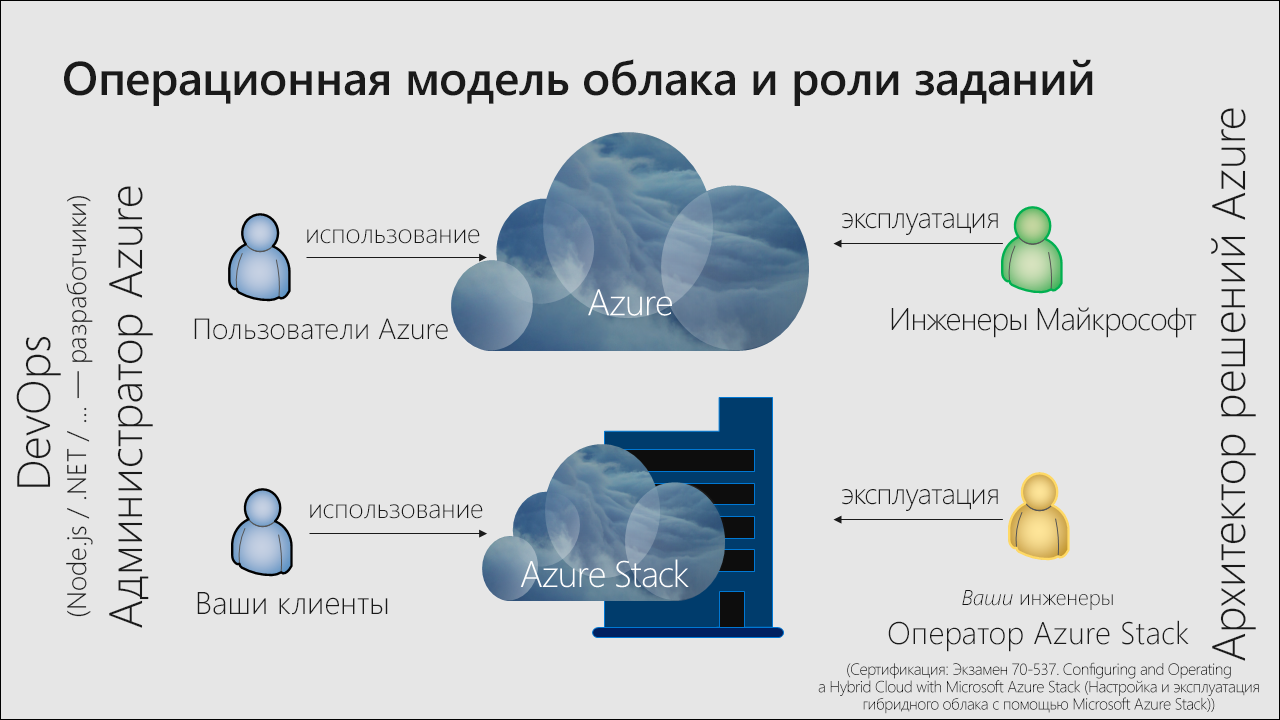 Операционная модель облака и роли заданий
DevOps
(Node.js / .NET / ... — разработчики)
Администратор Azure
использование
Пользователи Azure
Azure
эксплуатация
Инженеры Майкрософт
использование
Ваши клиенты
Azure Stack
эксплуатация
Ваши инженеры
Оператор Azure Stack
(Сертификация: Экзамен 70-537. Configuring and Operating
a Hybrid Cloud with Microsoft Azure Stack (Настройка и эксплуатация
гибридного облака с помощью Microsoft Azure Stack))
Архитектор решений Azure